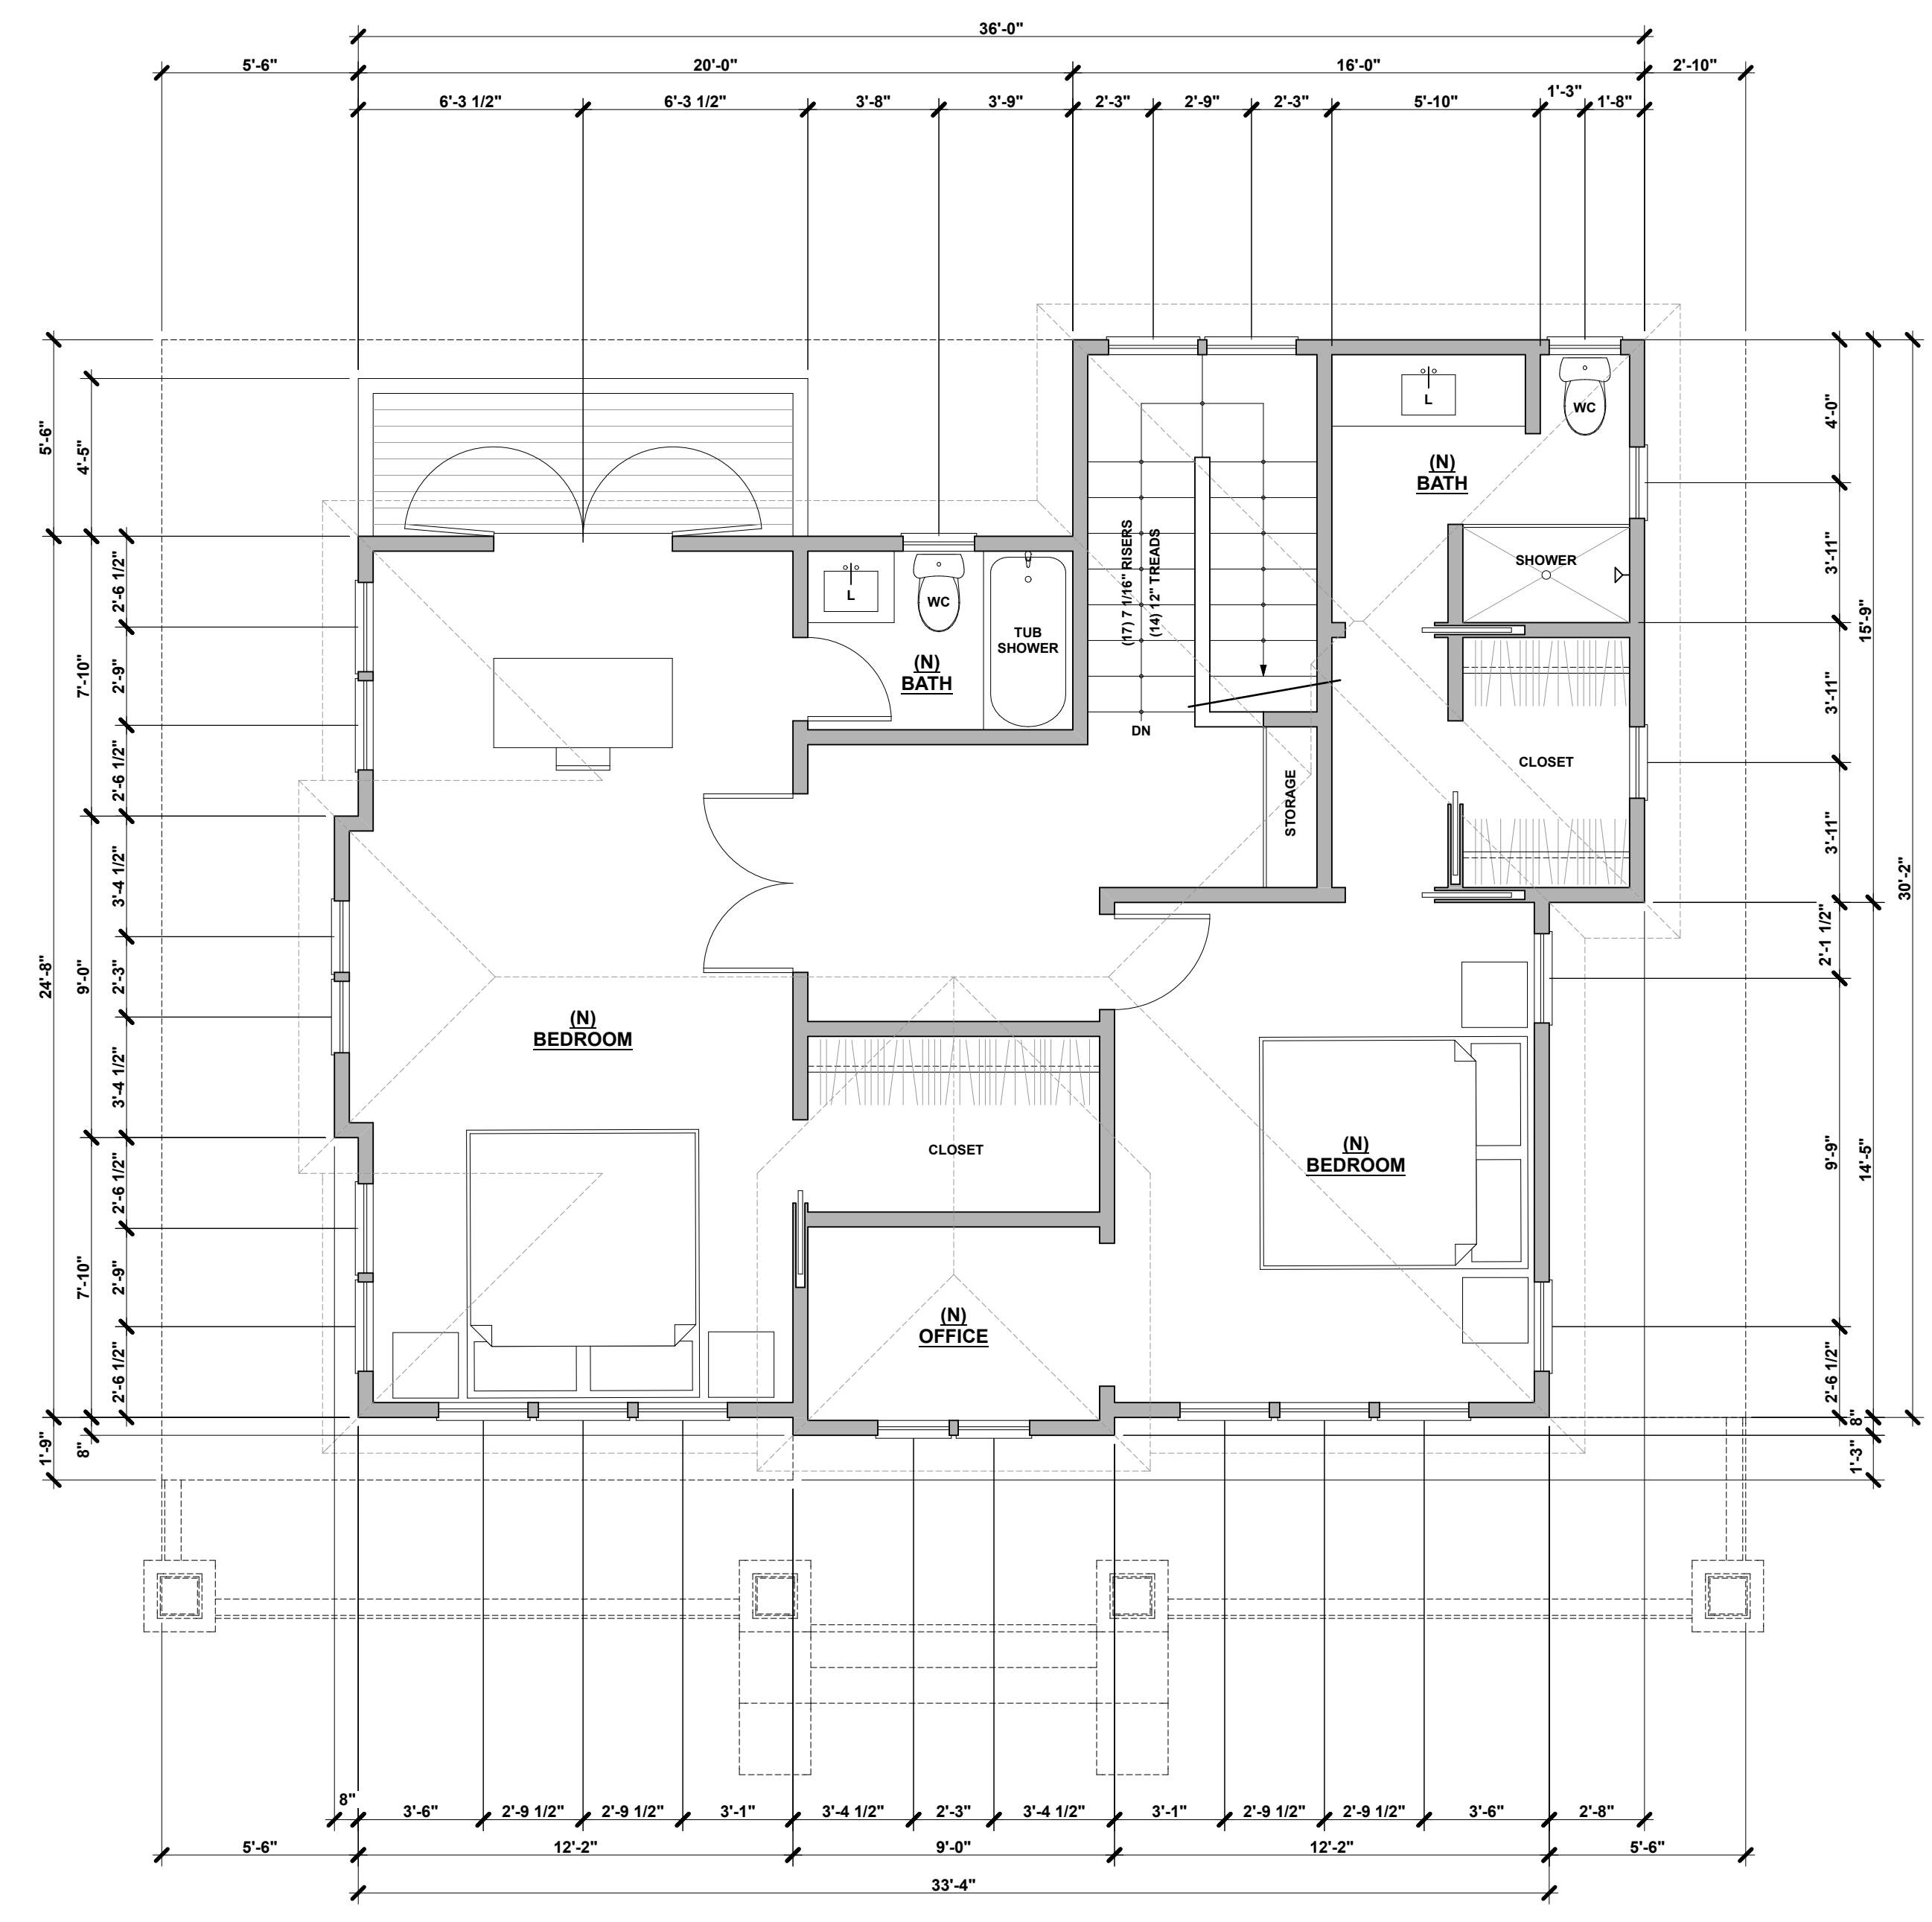 36'-0"
5'-6"
20'-0"
16'-0"
2'-10"
6'-3 1/2"
6'-3 1/2"
3'-8"
3'-9"
2'-3"
2'-9"
2'-3"
5'-10"
1'-3"
1'-8"
5'-6"
4'-5"
24'-8"
7'-10"
9'-0"
7'-10"
2'-6 1/2"
2'-9"
2'-6 1/2"
3'-4 1/2"
2'-3"
3'-4 1/2"
2'-6 1/2"
2'-9"
2'-6 1/2"
1'-9"
8"
L
WC
(N)
BATH
SHOWER
(17) 7 1/16" RISERS
(14) 12" TREADS
DN
L
WC
TUB
SHOWER
(N)
BATH
STORAGE
CLOSET
(N)
BEDROOM
CLOSET
(N)
BEDROOM
(N)
OFFICE
4'-0"
3'-11"
3'-11"
3'-11"
2'-1 1/2"
9'-9"
2'-6 1/2"
15'-9"
14'-5"
8"
1'-3"
30'-2"
8"
3'-6"
2'-9 1/2"
2'-9 1/2"
3'-1"
3'-4 1/2"
2'-3"
3'-4 1/2"
3'-1"
2'-9 1/2"
2'-9 1/2"
3'-6"
2'-8"
5'-6"
12'-2"
9'-0"
12'-2"
5'-6"
33'-4"